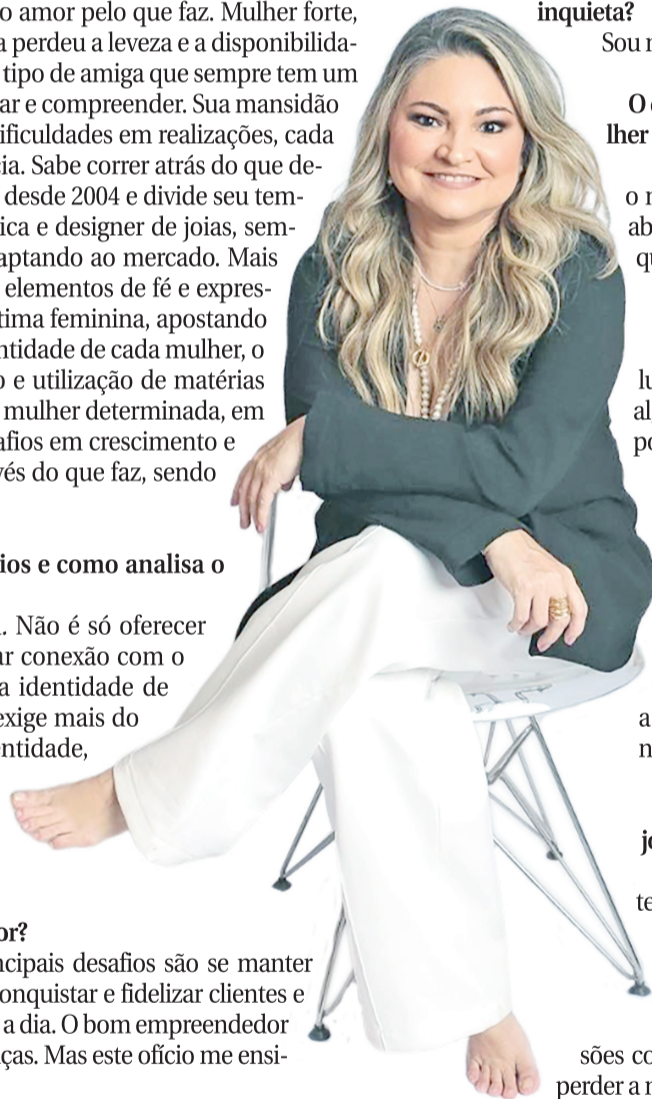 o amor pelo que faz. Mulher forte,
perdeu a leveza e a disponibilida-
tipo de amiga que sempre tem um
ar e compreender. Sua mansidão
ificuldades em realizações, cada
ia. Sabe correr atrás do que de-
desde 2004 e divide seu tem-
ica e designer de joias, sem-
aptando ao mercado. Mais
elementos de fé e expres-
tima feminina, apostando
ntidade de cada mulher, o
o e utilização de matérias
mulher determinada, em
afios em crescimento e
vés do que faz, sendo
ios e como analisa o
. Não é só oferecer
ar conexão com o
a identidade de
exige mais do
entidade,
or?
ncipais desafios são se manter
onquistar e fidelizar clientes e
a dia. O bom empreendedor
ças. Mas este ofício me ensi-
inquieta?
Sou
O
lher
o
ab
qu
lu
al
po
a
n
jo
te
sões co
perder a